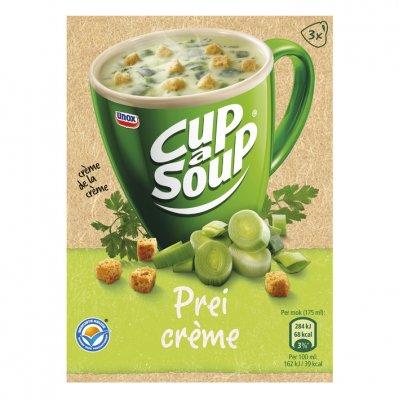 3x
unox
Cup
a
Soup
crème
de la
crème
Prei
crème
Per mok (175 ml):
284 kJ
68 kcal
3%*
Per 100 ml:
162 kJ / 39 kcal